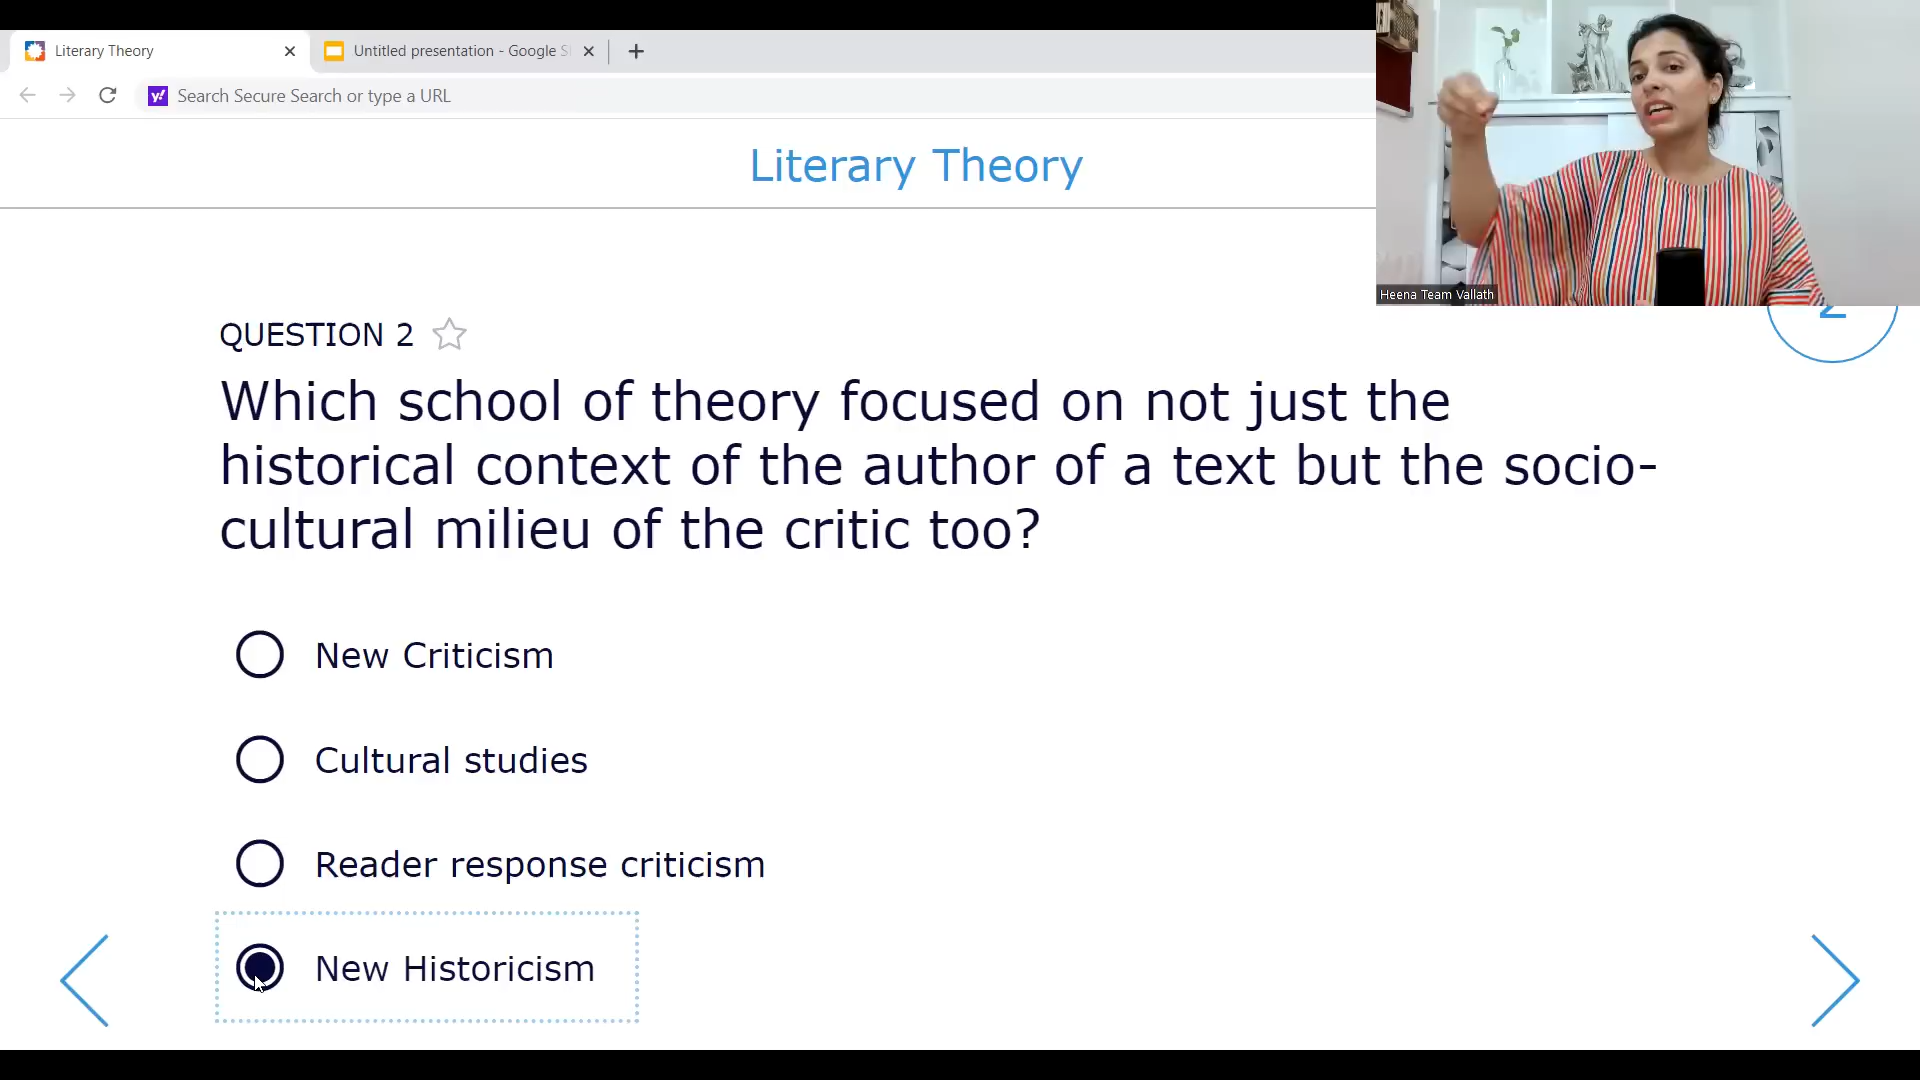 Literary Theory
Untitled presentation - Google S
Search Secure Search or type a URL
Literary Theory
Heena Team Vallath
2
QUESTION 2
Which school of theory focused on not just the
historical context of the author of a text but the socio-
cultural milieu of the critic too?
New Criticism
Cultural studies
Reader response criticism
New Historicism